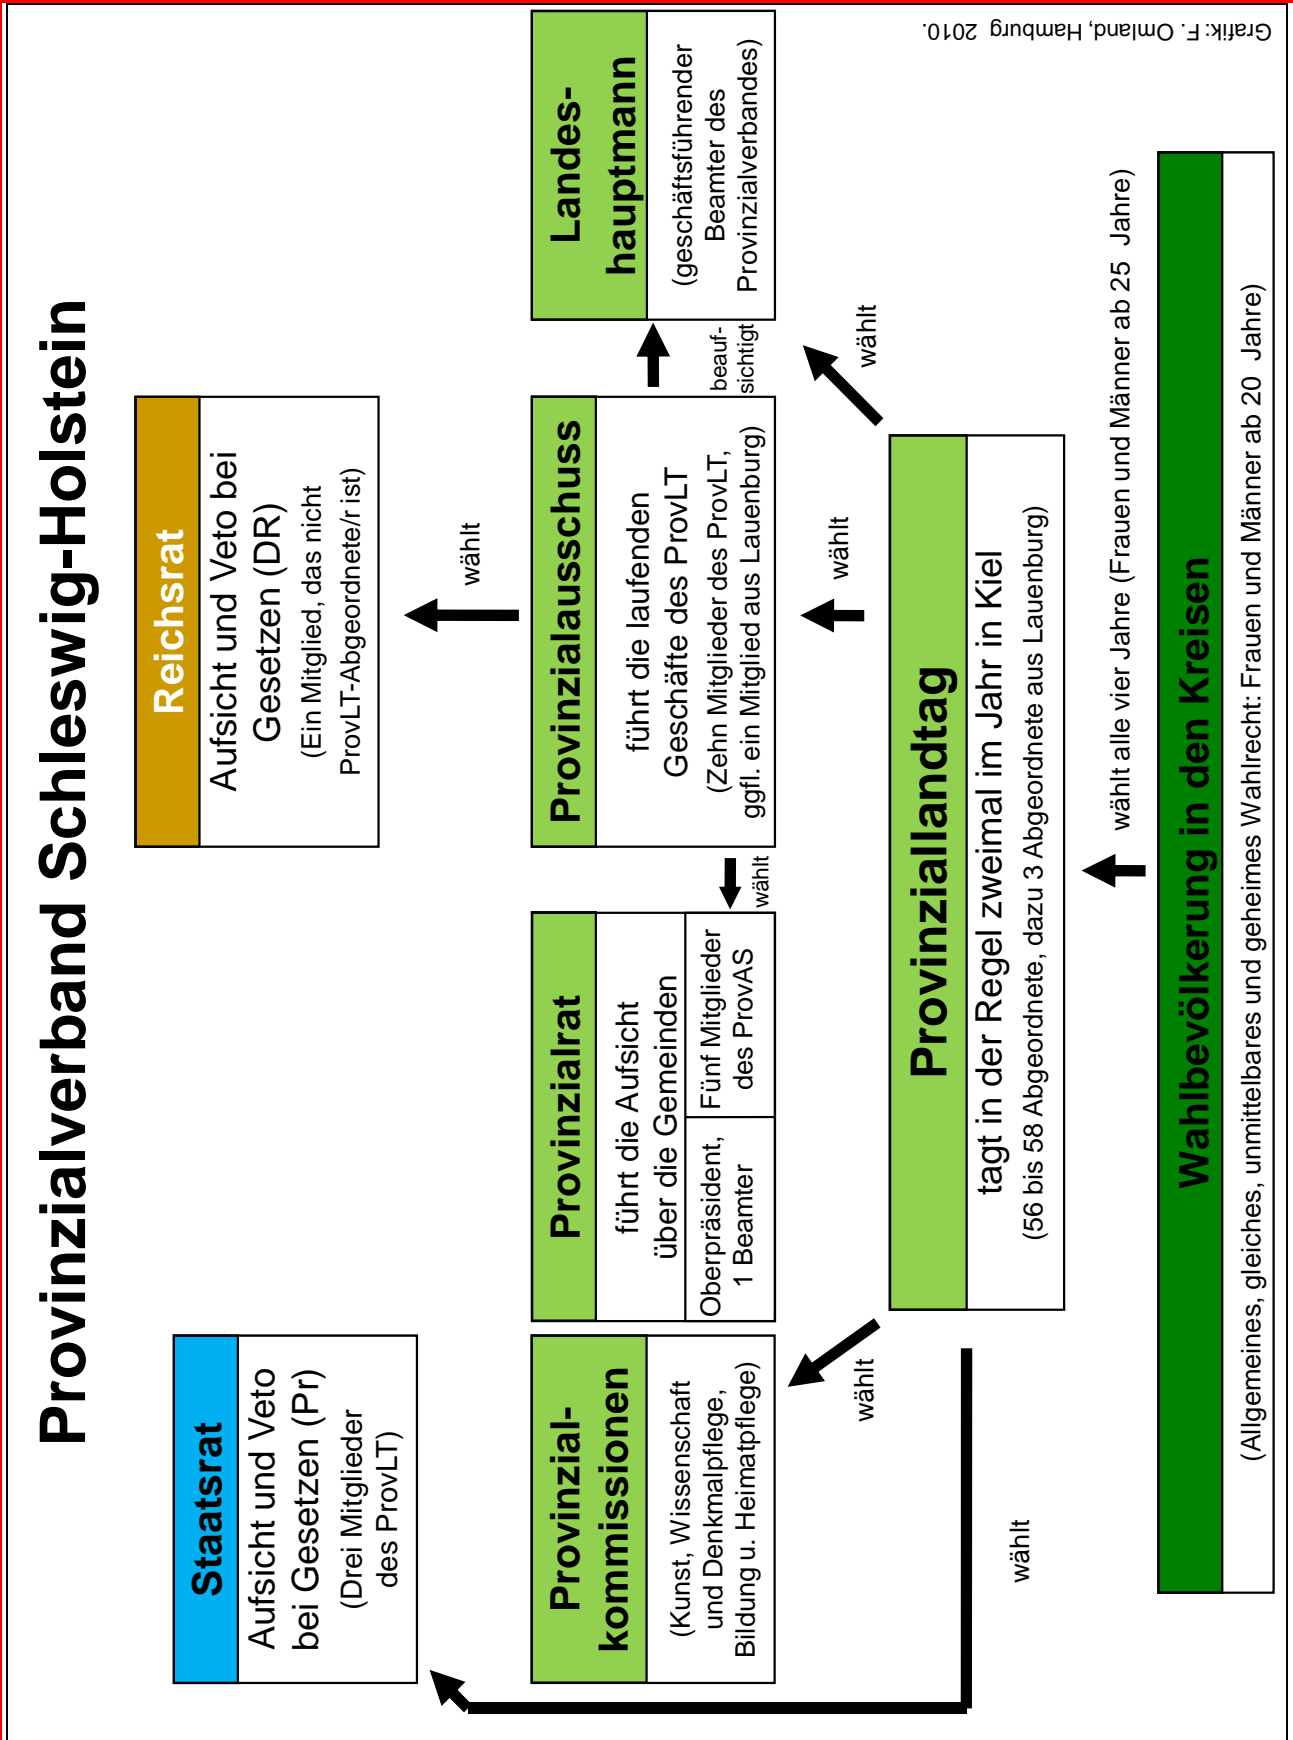 Provinzialverband Schleswig-Holstein
Staatsrat
Aufsicht und Veto
bei Gesetzen (Pr)
(Drei Mitglieder
des ProvLT)
Reichsrat
Aufsicht und Veto bei
Gesetzen (DR)
(Ein Mitglied, das nicht
ProvLT-Abgeordnete/r ist)
wählt
Provinzial-
kommissionen
(Kunst, Wissenschaft
und Denkmalpflege,
Bildung u. Heimatpflege)
Provinzialrat
führt die Aufsicht
über die Gemeinden
Oberpräsident,
1 Beamter
Fünf Mitglieder
des ProvAS
wählt
Provinzialausschuss
führt die laufenden
Geschäfte des ProvLT
(Zehn Mitglieder des ProvLT,
ggfl. ein Mitglied aus Lauenburg)
beauf-
sichtigt
Landes-
hauptmann
(geschäftsführender
Beamter des
Provinzialverbandes)
wählt
wählt
wählt
Provinziallandtag
tagt in der Regel zweimal im Jahr in Kiel
(56 bis 58 Abgeordnete, dazu 3 Abgeordnete aus Lauenburg)
wählt
wählt alle vier Jahre (Frauen und Männer ab 25 Jahre)
Wahlbevölkerung in den Kreisen
(Allgemeines, gleiches, unmittelbares und geheimes Wahlrecht: Frauen und Männer ab 20 Jahre)
Grafik: F. Omland, Hamburg 2010.